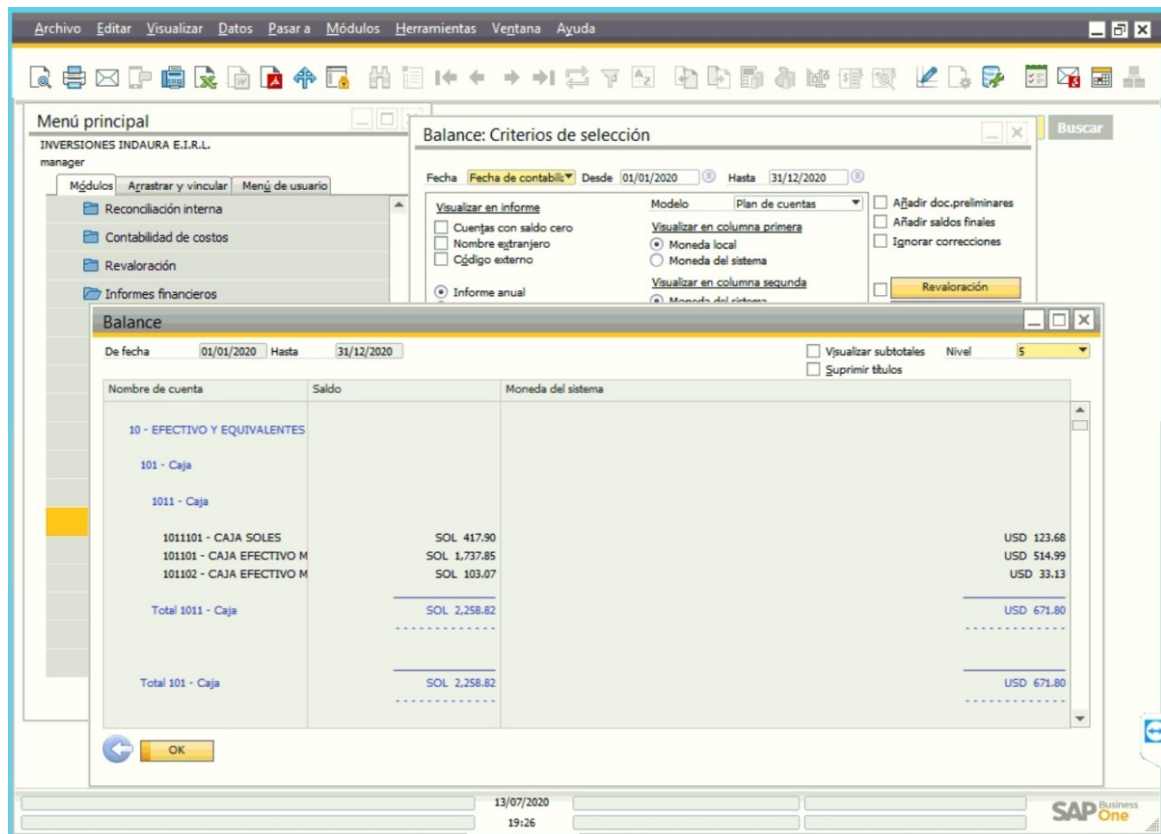 Archivo Editar Visualizar Datos Pasar a Módulos Herramientas Ventana Ayuda
Menú principal
INVERSIONES INDAURA E.I.R.L.
manager
Módulos Arrastrar y vincular Menú de usuario
Reconciliación interna
Contabilidad de costos
Revaloración
Informes financieros
Buscar
Balance: Criterios de selección
Fecha Fecha de contabili Desde 01/01/2020 Hasta 31/12/2020
Visualizar en informe
Cuentas con saldo cero
Nombre extranjero
Código externo
Informe anual
Modelo Plan de cuentas
Visualizar en columna primera
Moneda local
Moneda del sistema
Visualizar en columna segunda
Moneda del sistema
Añadir doc.preliminares
Añadir saldos finales
Ignorar correcciones
Revaloración
Balance
De fecha 01/01/2020 Hasta 31/12/2020
Visualizar subtotales Nivel 5
Suprimir títulos
Nombre de cuenta Saldo Moneda del sistema
10 - EFECTIVO Y EQUIVALENTES
101 - Caja
1011 - Caja
1011101 - CAJA SOLES SOL 417.90 USD 123.68
101101 - CAJA EFECTIVO M SOL 1,737.85 USD 514.99
101102 - CAJA EFECTIVO M SOL 103.07 USD 33.13
Total 1011 - Caja SOL 2,258.82 USD 671.80
Total 101 - Caja SOL 2,258.82 USD 671.80
OK
13/07/2020
19:26
SAP Business One